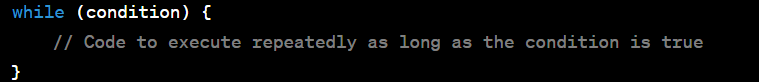 while (condition) {
    // Code to execute repeatedly as long as the condition is true
}